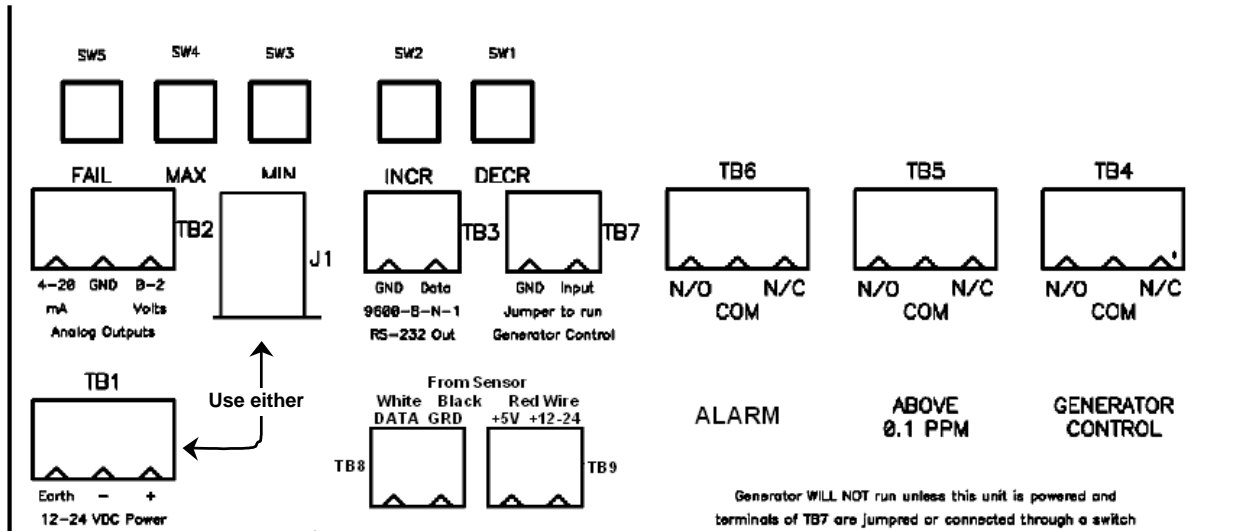 SW5 SW4 SW3 SW2 SW1
FAIL MAX MIN INCR DECR
TB6 TB5 TB4
TB2 J1 TB3 TB7
4-20 GND 0-2
mA Volts
Analog Outputs
GND Data
9600-8-N-1
RS-232 Out
GND Input
Jumper to run
Generator Control
N/O N/C
COM
N/O N/C
COM
N/O N/C
COM
TB1
Use either
Earth - +
12-24 VDC Power
From Sensor
White Black Red Wire
DATA GRD +5V +12-24
TB8 TB9
ALARM
ABOVE
0.1 PPM
GENERATOR
CONTROL
Generator WILL NOT run unless this unit is powered and
terminals of TB7 are jumpred or connected through a switch